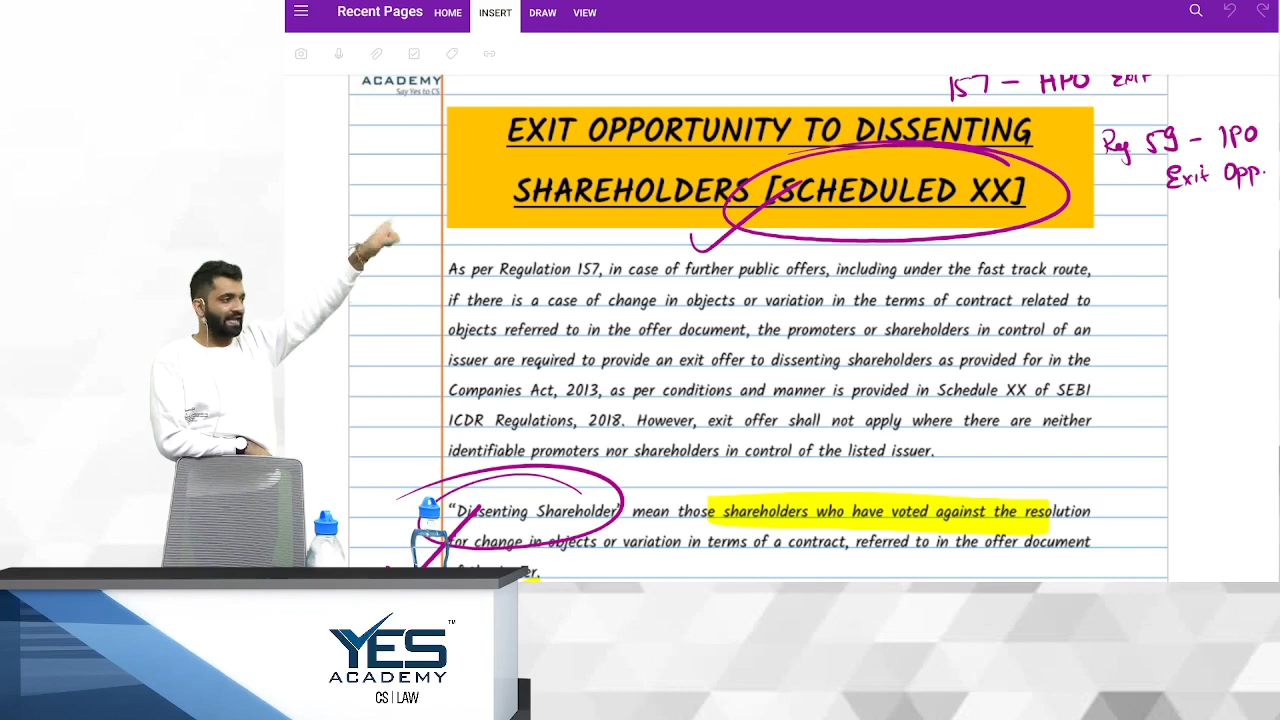 Recent Pages HOME INSERT DRAW VIEW
ACADEMY
Say Yes to CS
157 - Exit
EXIT OPPORTUNITY TO DISSENTING
SHAREHOLDERS [SCHEDULED XX]
Reg 59 - IPO
Exit Opp.
As per Regulation 157, in case of further public offers, including under the fast track route,
if there is a case of change in objects or variation in the terms of contract related to
objects referred to in the offer document, the promoters or shareholders in control of an
issuer are required to provide an exit offer to dissenting shareholders as provided for in the
Companies Act, 2013, as per conditions and manner is provided in Schedule XX of SEBI
ICDR Regulations, 2018. However, exit offer shall not apply where there are neither
identifiable promoters nor shareholders in control of the listed issuer.
“Dissenting Shareholder” mean those shareholders who have voted against the resolution
for change in objects or variation in terms of a contract, referred to in the offer document
YES
ACADEMY
CS | LAW
TM